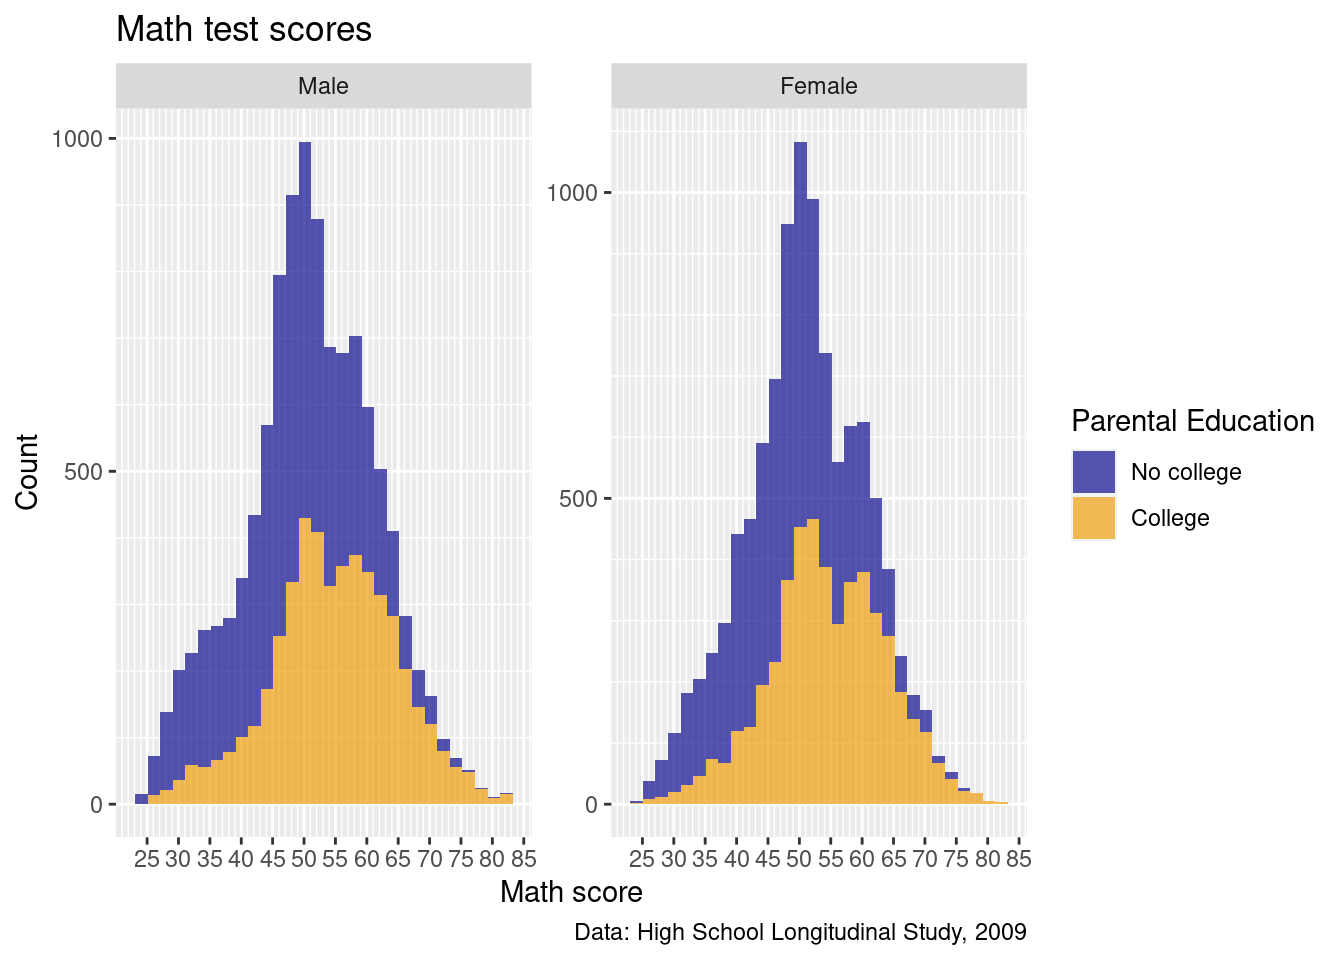 Math test scores
Male
Female
1000
500
0
1000
500
0
Count
25 30 35 40 45 50 55 60 65 70 75 80 85
25 30 35 40 45 50 55 60 65 70 75 80 85
Math score
Parental Education
No college
College
Data: High School Longitudinal Study, 2009